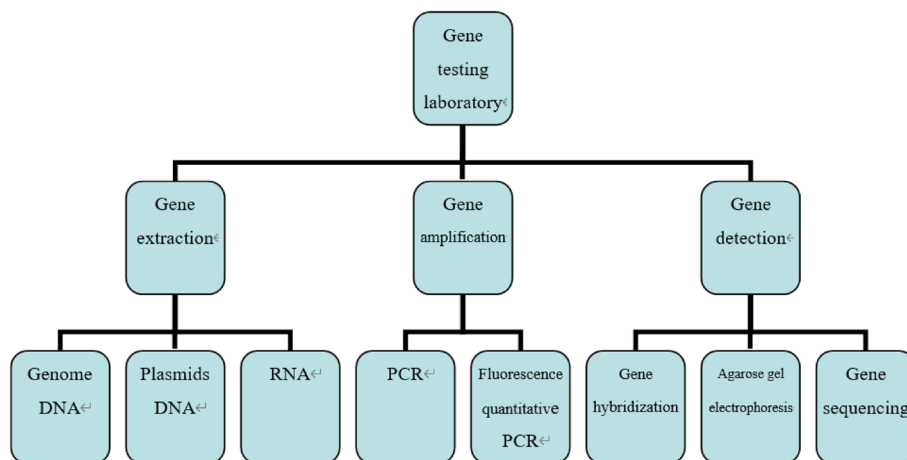 Gene
testing
laboratory
Gene
extraction
Gene
amplification
Gene
detection
Genome
DNA
Plasmids
DNA
RNA
PCR
Fluorescence
quantitative
PCR
Gene
hybridization
Agarose gel
electrophoresis
Gene
sequencing